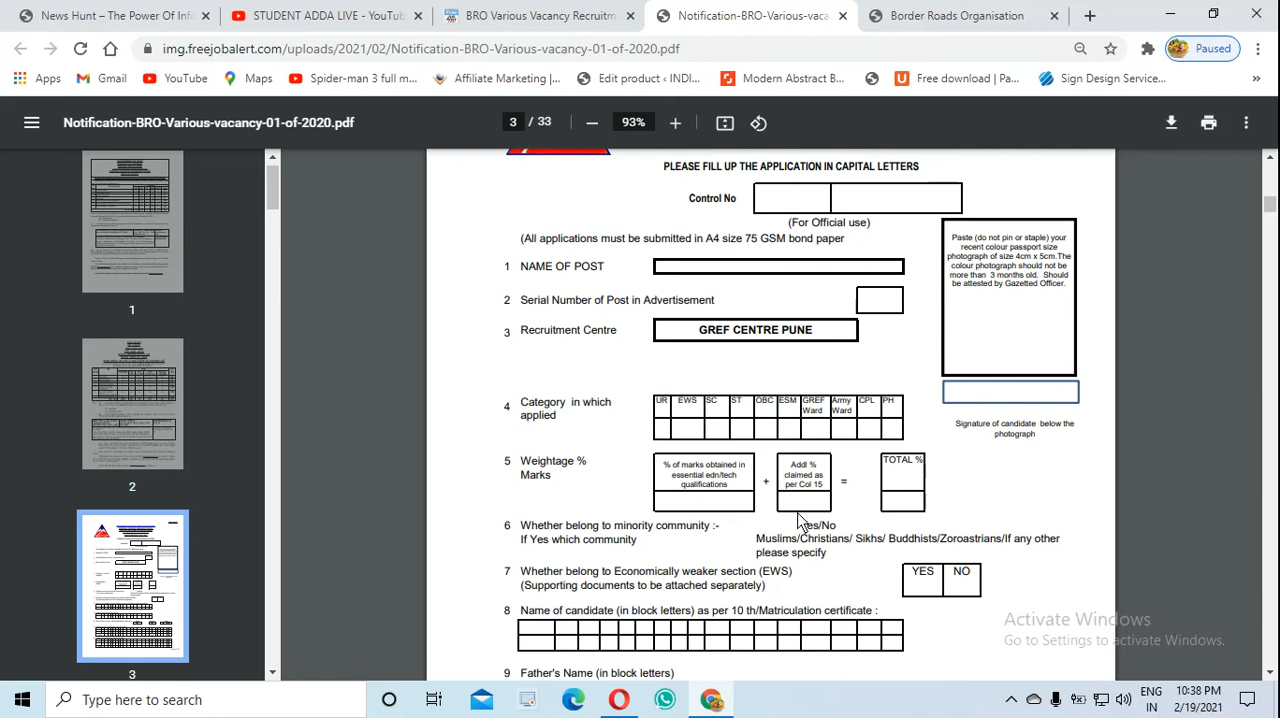 News Hunt – The Power Of Inf
STUDENT ADDA LIVE - YouTu
BRO Various Vacancy Recruitm
Notification-BRO-Various-vaca
Border Roads Organisation
img.freejobalert.com/uploads/2021/02/Notification-BRO-Various-vacancy-01-of-2020.pdf
Paused
Apps
Gmail
YouTube
Maps
Spider-man 3 full m...
Affiliate Marketing |...
Edit product ‹ INDI...
Modern Abstract B...
Free download | Pa...
Sign Design Service...
»
Notification-BRO-Various-vacancy-01-of-2020.pdf
3 / 33
93%
1
2
3
PLEASE FILL UP THE APPLICATION IN CAPITAL LETTERS
Control No
(For Official use)
(All applications must be submitted in A4 size 75 GSM bond paper
Paste (do not pin or staple) your
recent colour passport size
photograph of size 4cm x 5cm.The
colour photograph should not be
more than 3 months old. Should
be attested by Gazetted Officer.
1 NAME OF POST
2 Serial Number of Post in Advertisement
3 Recruitment Centre
GREF CENTRE PUNE
4 Category in which
applied
UR EWS SC ST OBC ESM GREF Ward Army Ward CPL PH
Signature of candidate below the
photograph
5 Weightage %
Marks
% of marks obtained in
essential edn/tech
qualifications
+
Addl %
claimed as
per Col 15
=
TOTAL %
6 Whether belong to minority community :- Yes/No
If Yes which community
Muslims/Christians/ Sikhs/ Buddhists/Zoroastrians/If any other
please specify
7 Whether belong to Economically weaker section (EWS)
(Supporting documents to be attached separately)
YES NO
8 Name of candidate (in block letters) as per 10 th/Matriculation certificate :
9 Father's Name (in block letters)
Activate Windows
Go to Settings to activate Windows.
Type here to search
ENG
IN
10:38 PM
2/19/2021